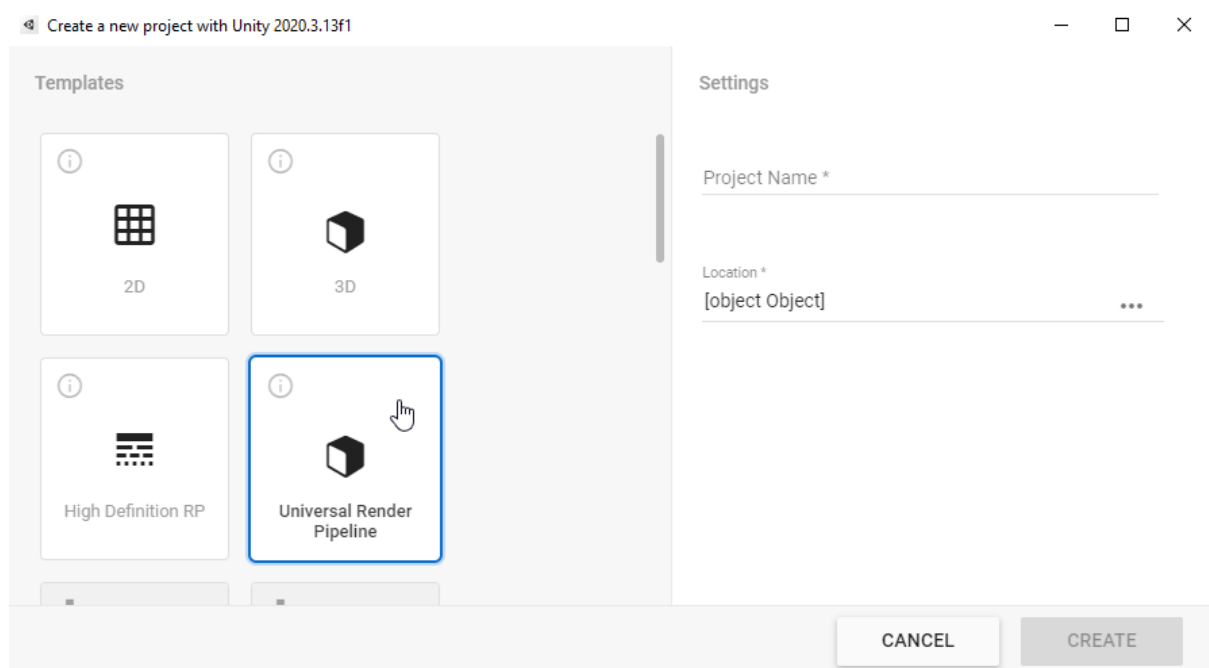 Create a new project with Unity 2020.3.13f1
Templates
Settings
2D
3D
Project Name *
Location *
[object Object]
High Definition RP
Universal Render
Pipeline
CANCEL
CREATE